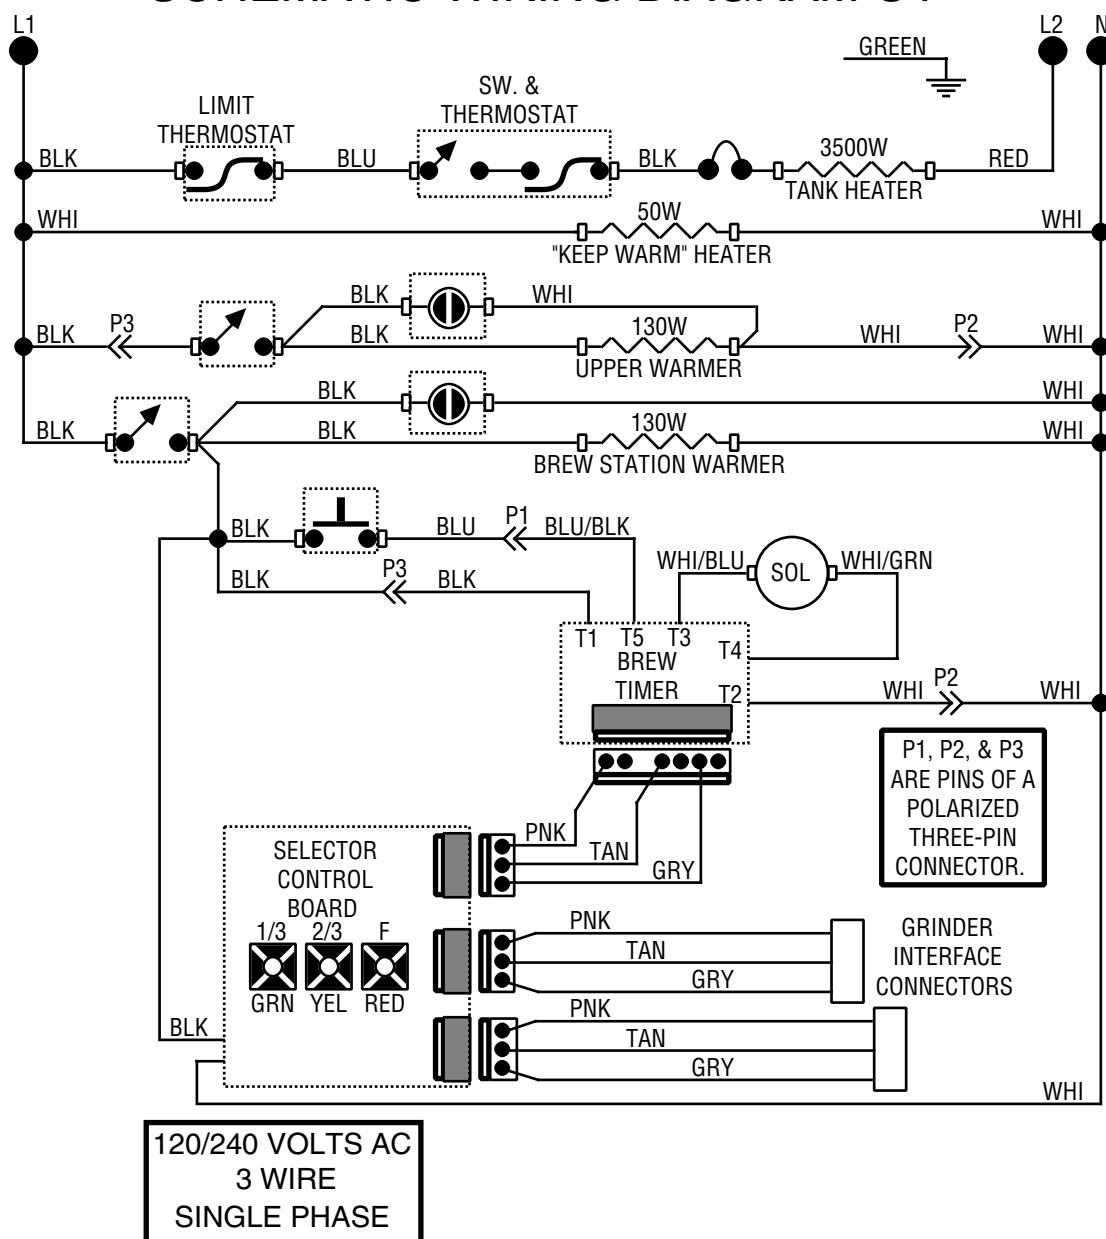 L1
L2
N
GREEN
SW. &
THERMOSTAT
LIMIT
THERMOSTAT
BLK
BLU
BLK
3500W
RED
TANK HEATER
WHI
50W
WHI
"KEEP WARM" HEATER
BLK
WHI
BLK
P3
BLK
130W
WHI
P2
WHI
UPPER WARMER
BLK
WHI
BLK
BLK
130W
WHI
BREW STATION WARMER
BLK
BLU
P1
BLU/BLK
WHI/BLU
SOL
WHI/GRN
BLK
P3
BLK
T1
T5
T3
T4
BREW
TIMER
T2
WHI
P2
WHI
P1, P2, & P3
ARE PINS OF A
POLARIZED
THREE-PIN
CONNECTOR.
PNK
TAN
GRY
SELECTOR
CONTROL
BOARD
1/3
2/3
F
GRN
YEL
RED
PNK
TAN
GRY
GRINDER
INTERFACE
CONNECTORS
PNK
TAN
GRY
BLK
WHI
120/240 VOLTS AC
3 WIRE
SINGLE PHASE